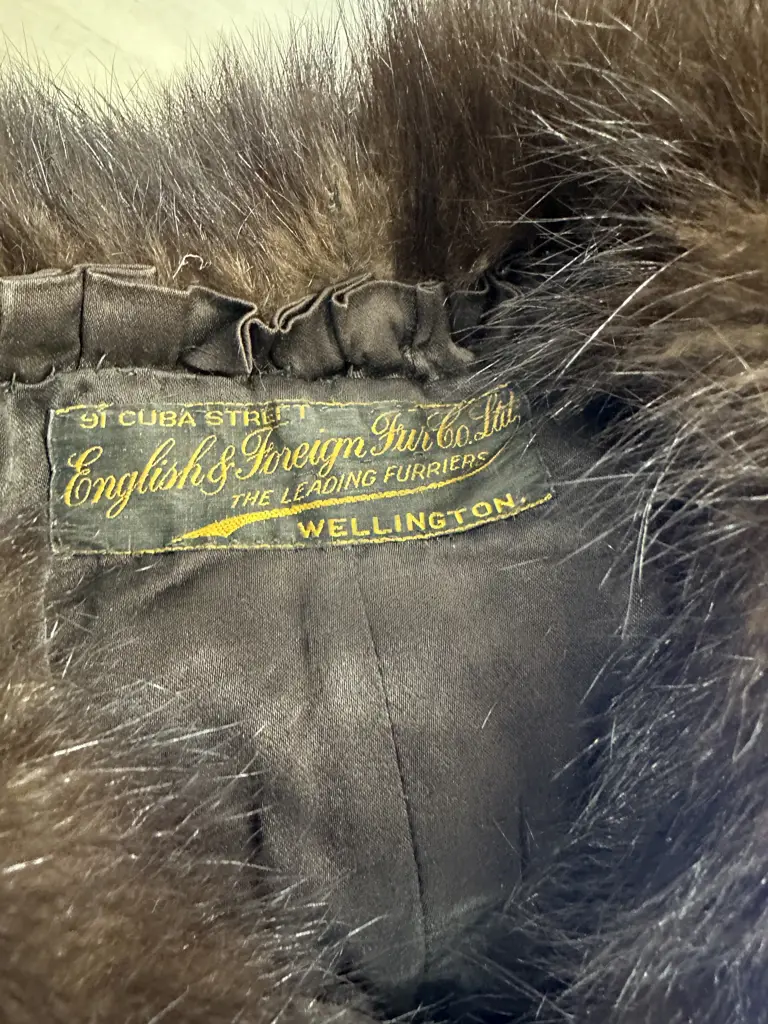 91 CUBA STREET
English & Foreign Fur Co. Ltd
THE LEADING FURRIERS
WELLINGTON.